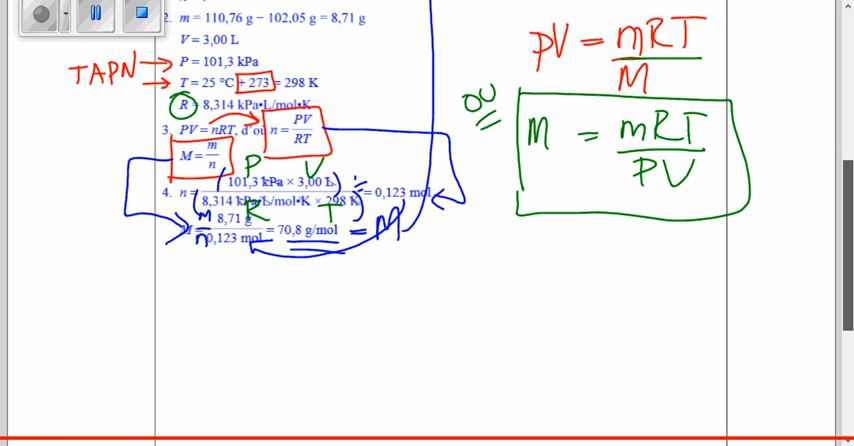 2. m = 110,76 g – 102,05 g = 8,71 g
V = 3,00 L
TAPN → P = 101,3 kPa
→ T = 25 °C + 273 = 298 K
R = 8,314 kPa•L/mol•K
3. PV = nRT, d'où n = PV
RT
M = m
n
P V
4. n = 101,3 kPa × 3,00 L ÷ = 0,123 mol
8,314 kPa•L/mol•K × 298 K
R T
m 8,71 g
M = = 70,8 g/mol = M
n 0,123 mol
PV = mRT
M
OU
M = mRT
PV